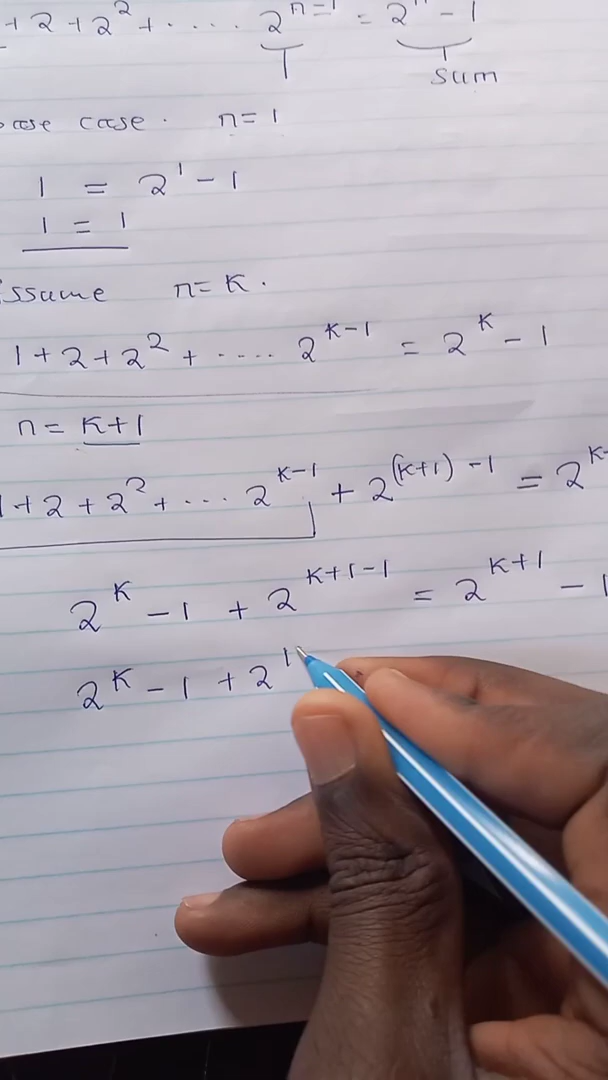 + 2 + 2² + ..... 2ⁿ⁻¹ = 2ⁿ - 1
T sum
case. n = 1
1 = 2¹ - 1
1 = 1
n = k.
1 + 2 + 2² + ..... 2ᵏ⁻¹ = 2ᵏ - 1
n = k+1
+ 2 + 2² + ... 2ᵏ⁻¹ + 2⁽ᵏ⁺¹⁾⁻¹ = 2ᵏ
2ᵏ - 1 + 2ᵏ⁺¹⁻¹ = 2ᵏ⁺¹ - 1
2ᵏ - 1 + 2